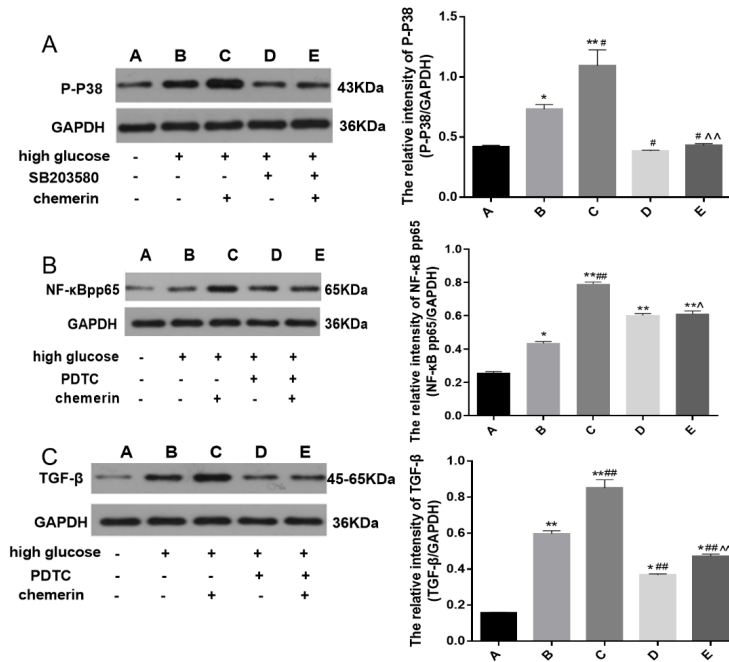 A
A B C D E
P-P38 43KDa
GAPDH 36KDa
high glucose - + + + +
SB203580 - - - + +
chemerin - - + - +
The relative intensity of P-P38
(P-P38/GAPDH)
1.5
1.0
0.5
0.0
*
** #
#
# ^^
A B C D E
B
A B C D E
NF-κBpp65 65KDa
GAPDH 36KDa
high glucose - + + + +
PDTC - - - + +
chemerin - - + - +
The relative intensity of NF-κB pp65
(NF-κB pp65/GAPDH)
1.0
0.8
0.6
0.4
0.2
0.0
*
**##
**
**^
A B C D E
C
A B C D E
TGF-β 45-65KDa
GAPDH 36KDa
high glucose - + + + +
PDTC - - - + +
chemerin - - + - +
The relative intensity of TGF-β
(TGF-β/GAPDH)
1.0
0.8
0.6
0.4
0.2
0.0
**
**##
*##
*##^^
A B C D E